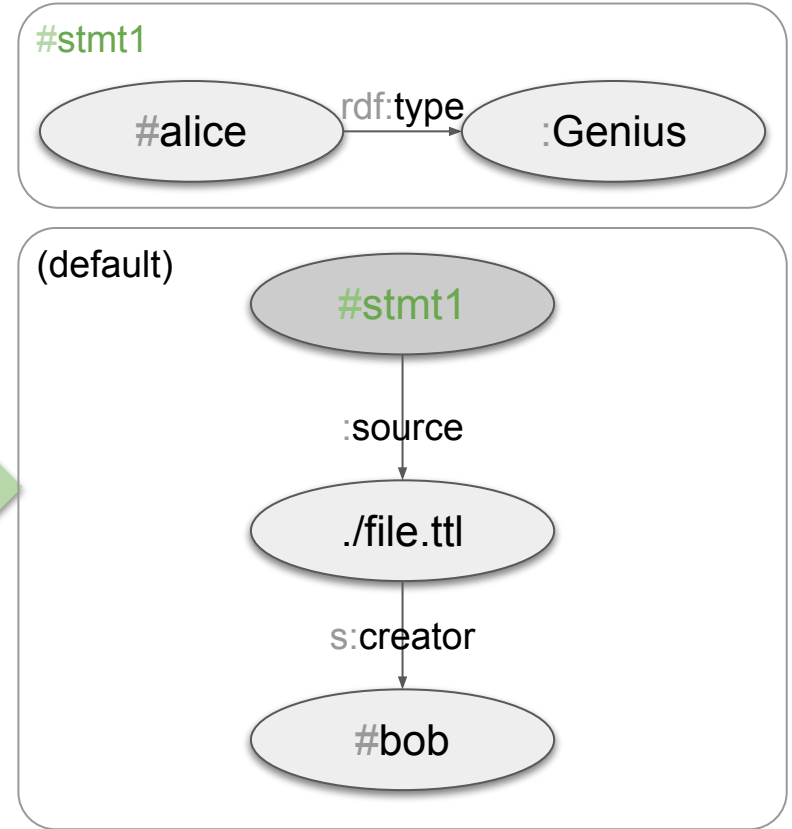 #stmt1
#alice rdf:type :Genius
(default)
#stmt1
:source
./file.ttl
s:creator
#bob